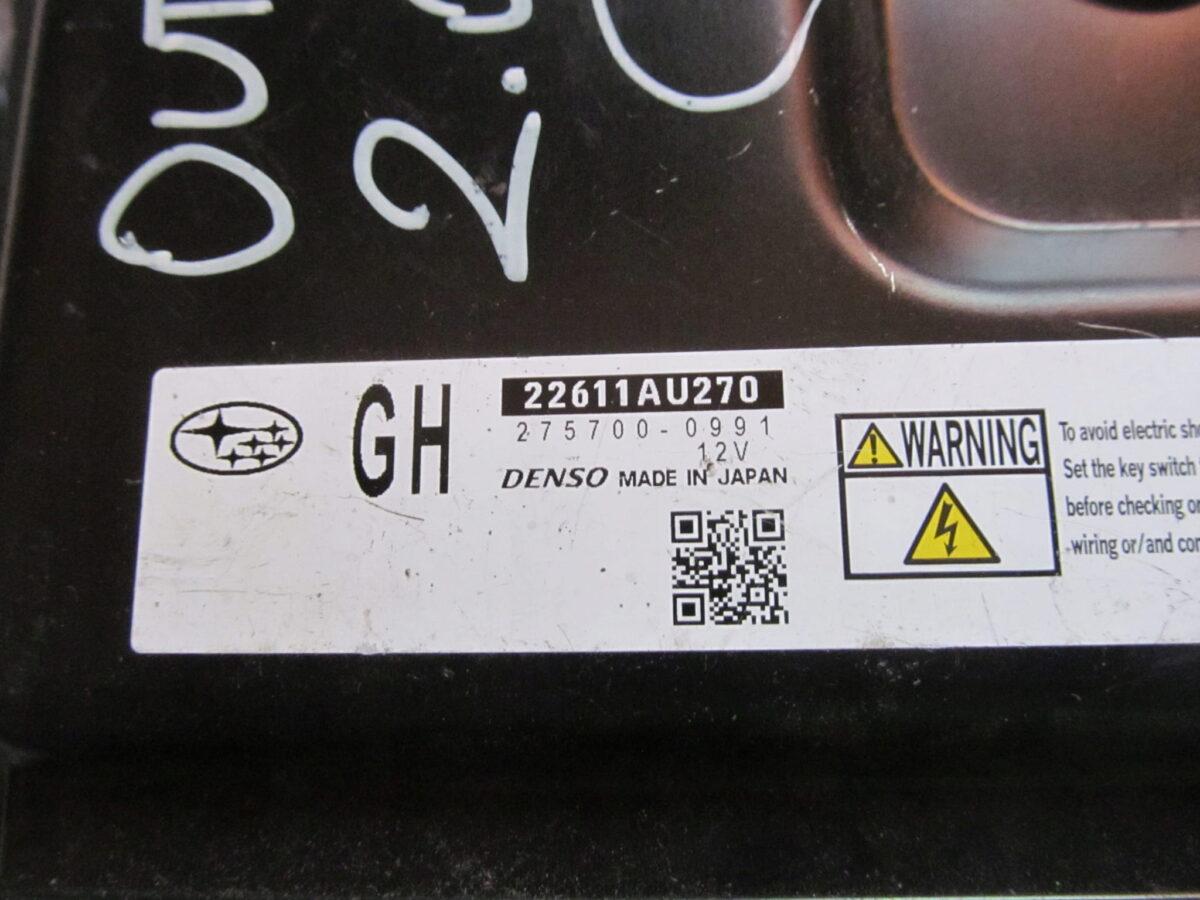 GH
22611AU270
275700-0991
12V
DENSO MADE IN JAPAN
WARNING
To avoid electric
Set the key switch
before checking
wiring or/and